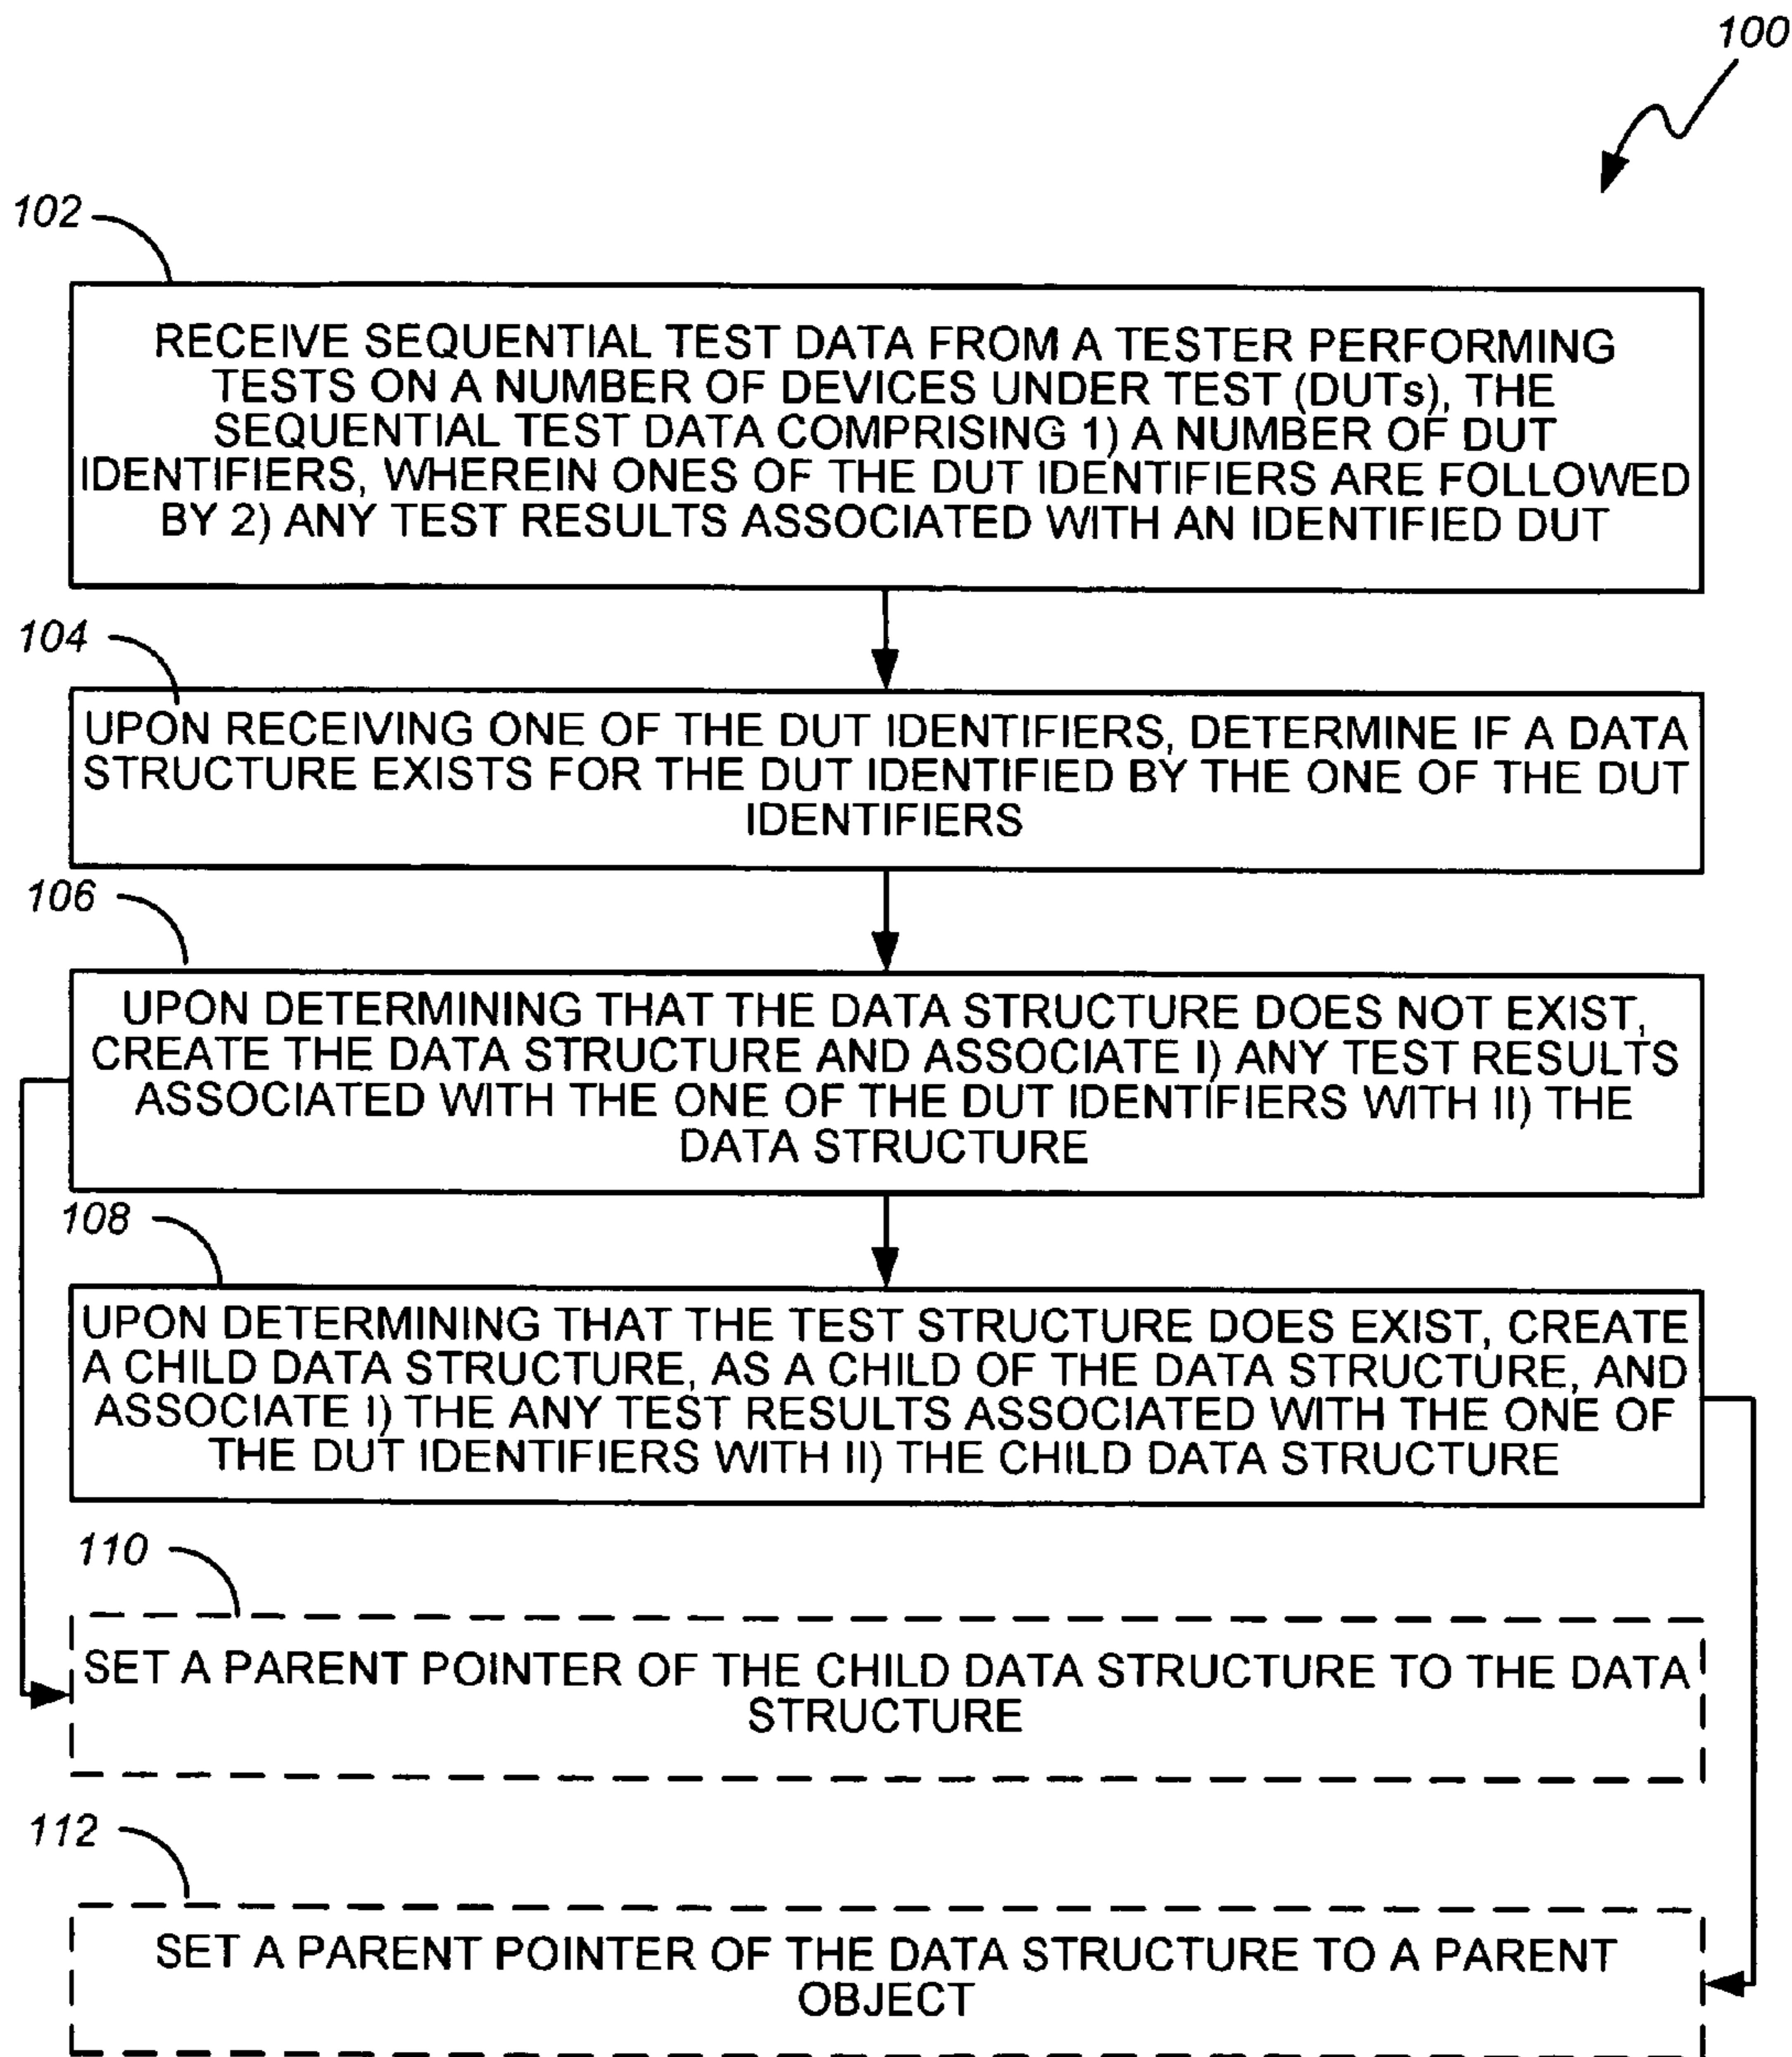 100
102
RECEIVE SEQUENTIAL TEST DATA FROM A TESTER PERFORMING
TESTS ON A NUMBER OF DEVICES UNDER TEST (DUTs), THE
SEQUENTIAL TEST DATA COMPRISING 1) A NUMBER OF DUT
IDENTIFIERS, WHEREIN ONES OF THE DUT IDENTIFIERS ARE FOLLOWED
BY 2) ANY TEST RESULTS ASSOCIATED WITH AN IDENTIFIED DUT
104
UPON RECEIVING ONE OF THE DUT IDENTIFIERS, DETERMINE IF A DATA
STRUCTURE EXISTS FOR THE DUT IDENTIFIED BY THE ONE OF THE DUT
IDENTIFIERS
106
UPON DETERMINING THAT THE DATA STRUCTURE DOES NOT EXIST,
CREATE THE DATA STRUCTURE AND ASSOCIATE I) ANY TEST RESULTS
ASSOCIATED WITH THE ONE OF THE DUT IDENTIFIERS WITH II) THE
DATA STRUCTURE
108
UPON DETERMINING THAT THE TEST STRUCTURE DOES EXIST, CREATE
A CHILD DATA STRUCTURE, AS A CHILD OF THE DATA STRUCTURE, AND
ASSOCIATE I) THE ANY TEST RESULTS ASSOCIATED WITH THE ONE OF
THE DUT IDENTIFIERS WITH II) THE CHILD DATA STRUCTURE
110
SET A PARENT POINTER OF THE CHILD DATA STRUCTURE TO THE DATA
STRUCTURE
112
SET A PARENT POINTER OF THE DATA STRUCTURE TO A PARENT
OBJECT